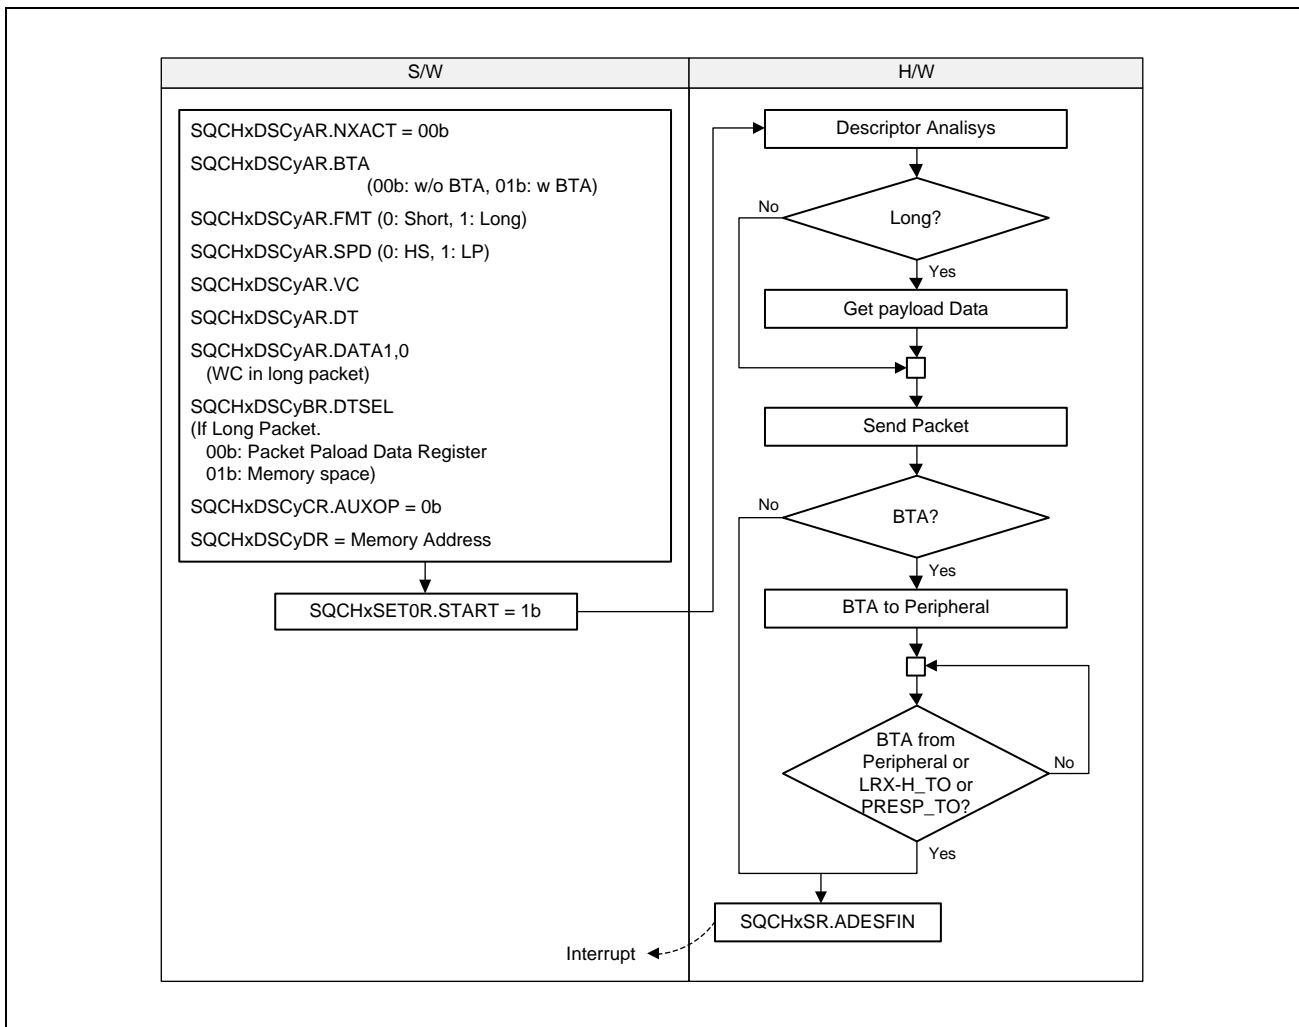 S/W
SQCHxDSCyAR.NXACT = 00b
SQCHxDSCyAR.BTA
(00b: w/o BTA, 01b: w BTA)
SQCHxDSCyAR.FMT (0: Short, 1: Long)
SQCHxDSCyAR.SPD (0: HS, 1: LP)
SQCHxDSCyAR.VC
SQCHxDSCyAR.DT
SQCHxDSCyAR.DATA1,0
(WC in long packet)
SQCHxDSCyBR.DTSEL
(If Long Packet.
00b: Packet Paload Data Register
01b: Memory space)
SQCHxDSCyCR.AUXOP = 0b
SQCHxDSCyDR = Memory Address
SQCHxSET0R.START = 1b
H/W
Descriptor Analisys
Long?
No
Yes
Get payload Data
Send Packet
BTA?
No
Yes
BTA to Peripheral
BTA from
Peripheral or
LRX-H_TO or
PRESP_TO?
No
Yes
SQCHxSR.ADESFIN
Interrupt